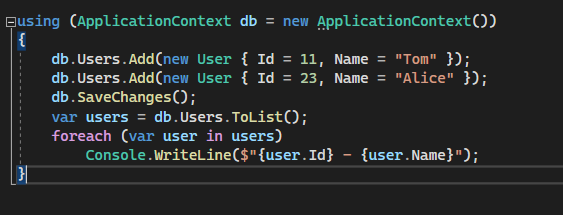 using (ApplicationContext db = new ApplicationContext())
{
db.Users.Add(new User { Id = 11, Name = "Tom" });
db.Users.Add(new User { Id = 23, Name = "Alice" });
db.SaveChanges();
var users = db.Users.ToList();
foreach (var user in users)
Console.WriteLine($"{user.Id} - {user.Name}");
}